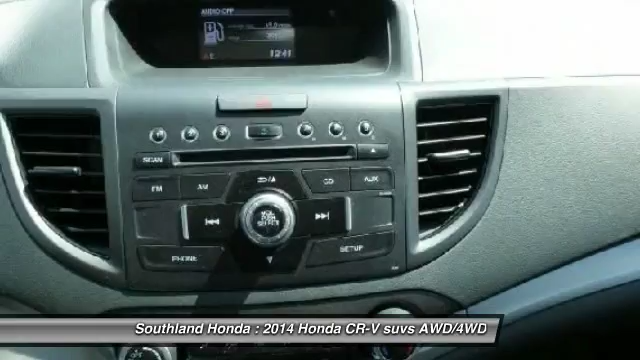 AUDIO OFF
1241
SCAN
FM
AM
CD
AUX
PHONE
SETUP
Southland Honda : 2014 Honda CR-V suvs AWD/4WD